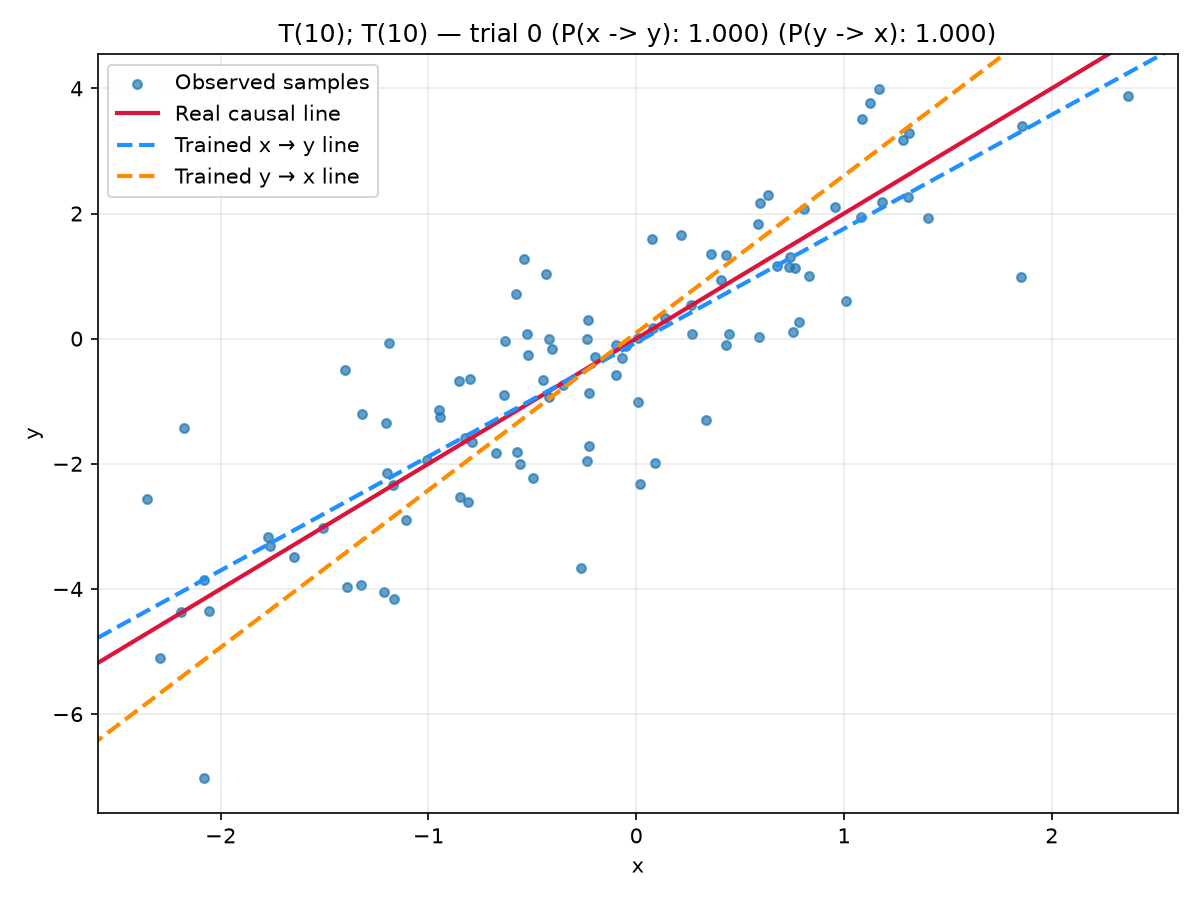 T(10); T(10) — trial 0 (P(x -> y): 1.000) (P(y -> x): 1.000)
Observed samples
Real causal line
Trained x → y line
Trained y → x line
4
2
0
−2
−4
−6
y
−2
−1
0
1
2
x